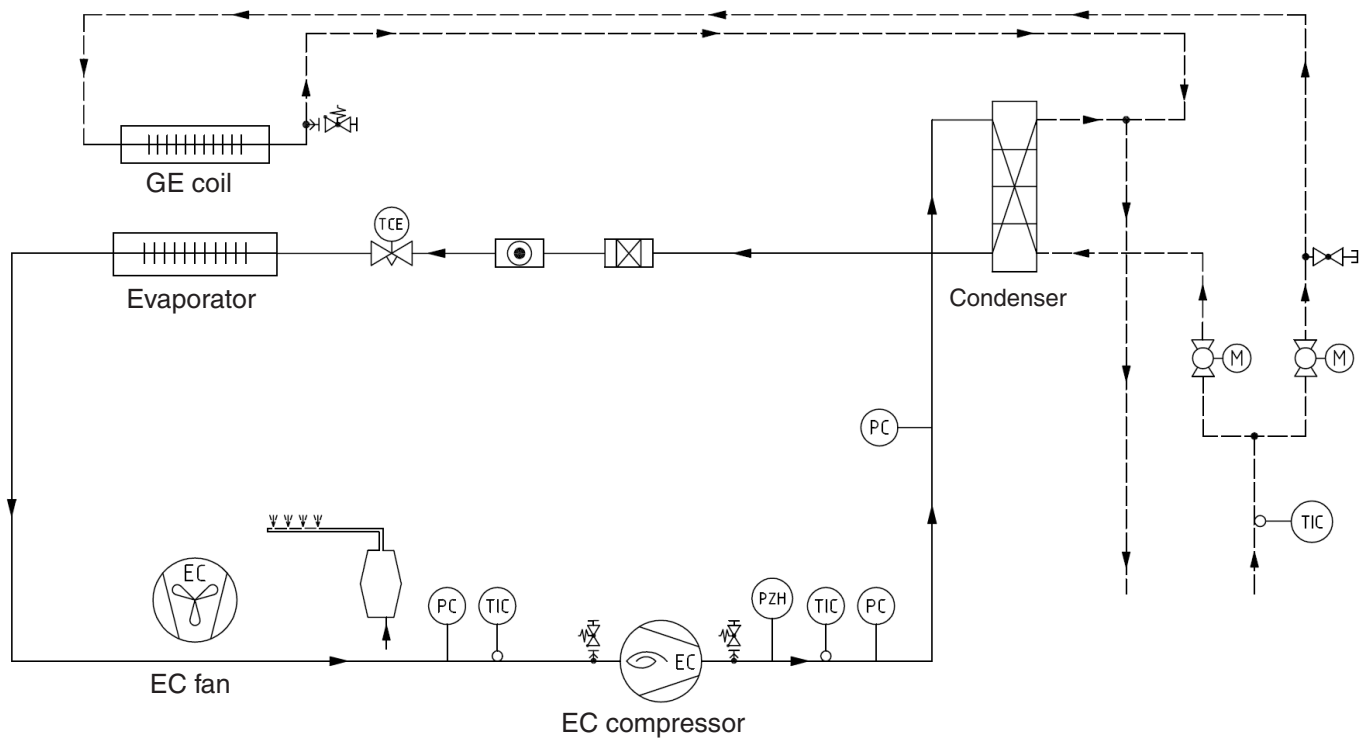 GE coil
TCE
Evaporator
Condenser
M
M
PC
TIC
EC
PC
TIC
PZH
TIC
PC
EC
EC fan
EC compressor